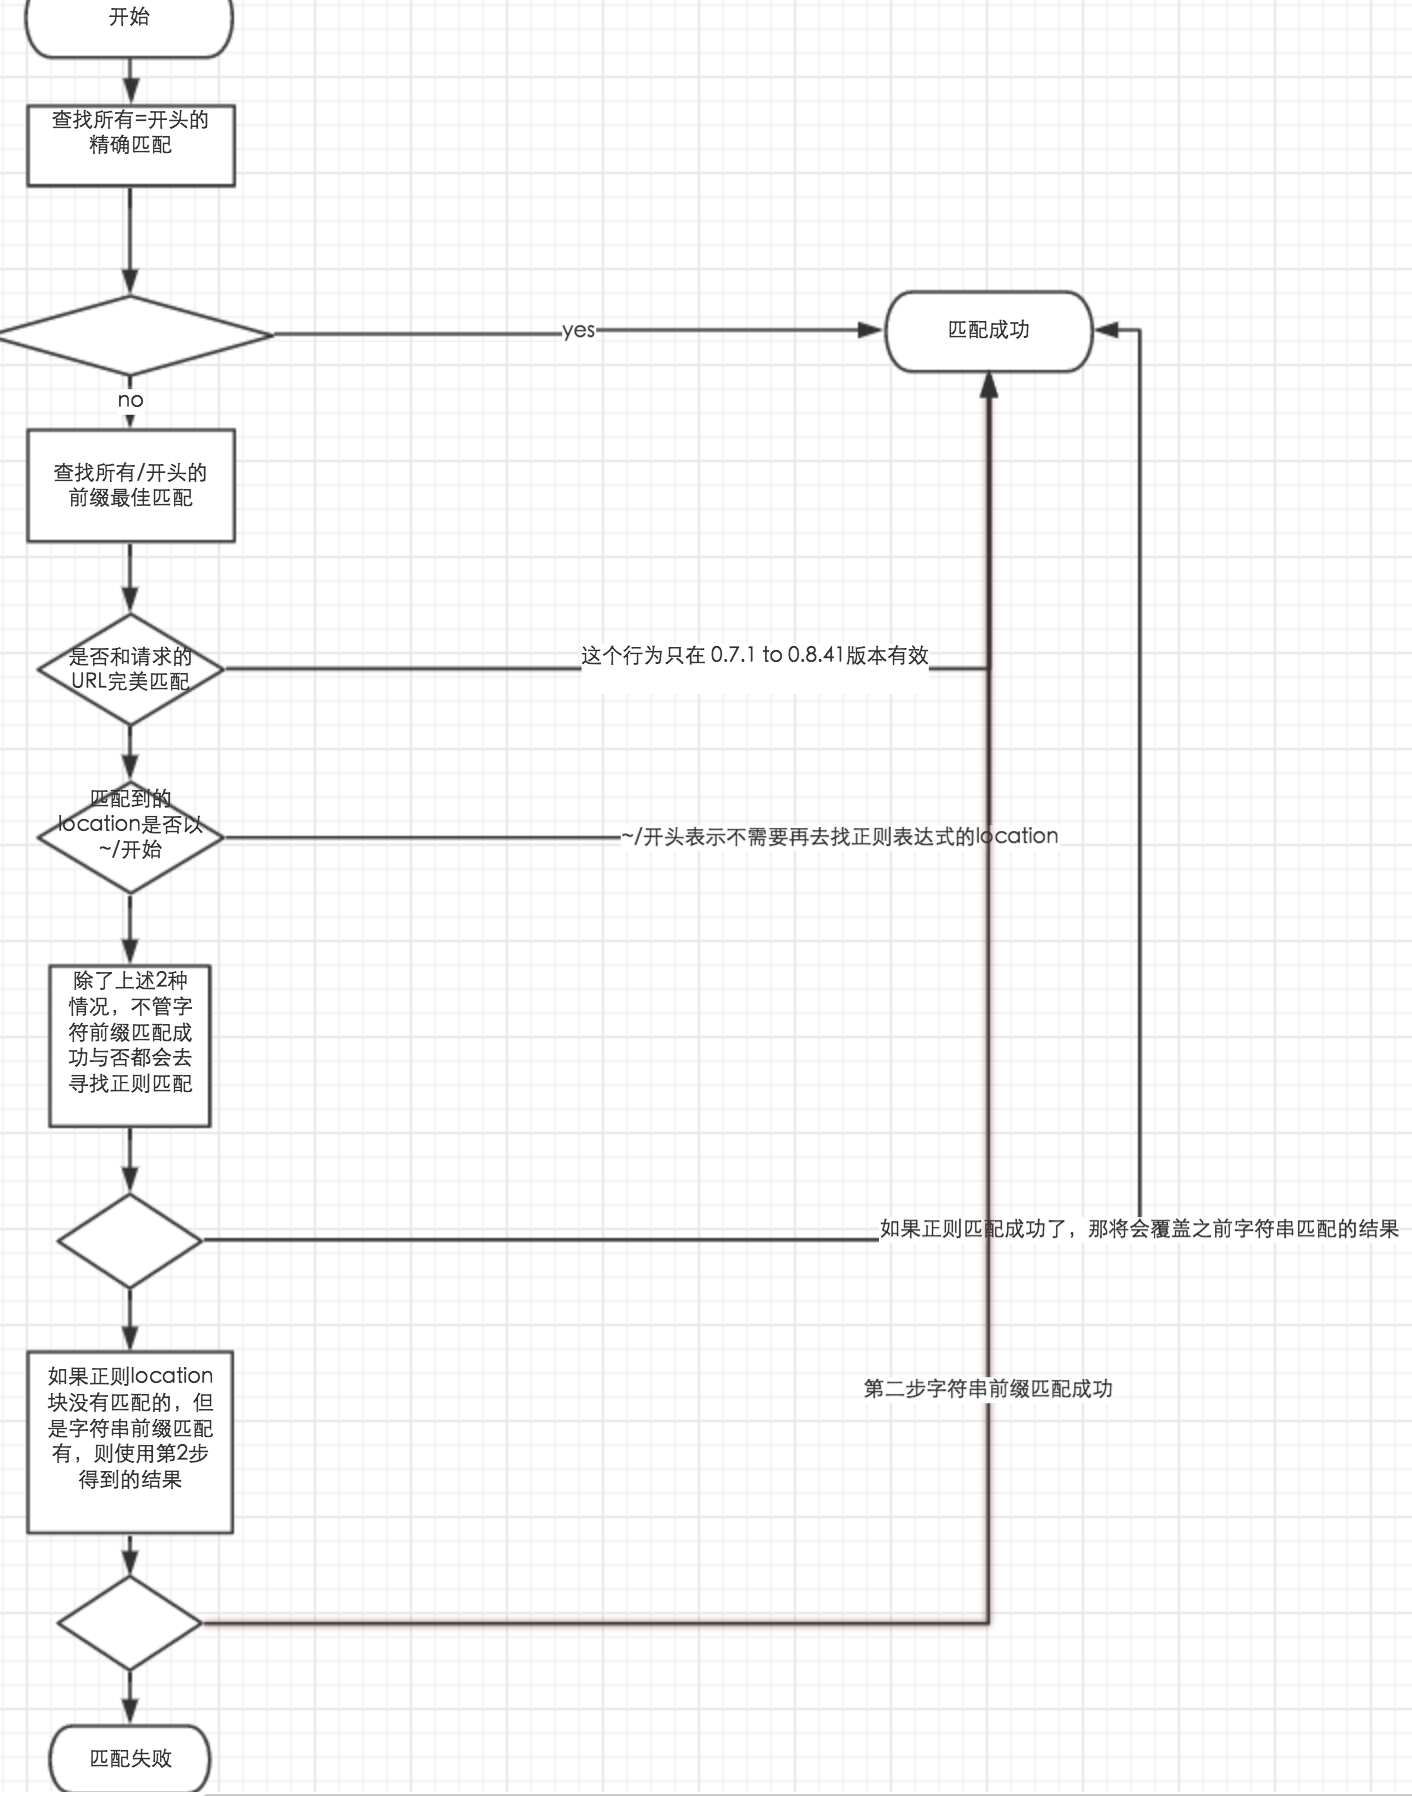 开始
查找所有=开头的
精确匹配
yes
匹配成功
no
查找所有/开头的
前缀最佳匹配
是否和请求的
URL完美匹配
这个行为只在 0.7.1 to 0.8.41版本有效
匹配到的
location是否以
~/开始
~/开头表示不需要再去找正则表达式的location
除了上述2种
情况，不管字
符前缀匹配成
功与否都会去
寻找正则匹配
如果正则匹配成功了，那将会覆盖之前字符串匹配的结果
如果正则location
块没有匹配的，但
是字符串前缀匹配
有，则使用第2步
得到的结果
第二步字符串前缀匹配成功
匹配失败